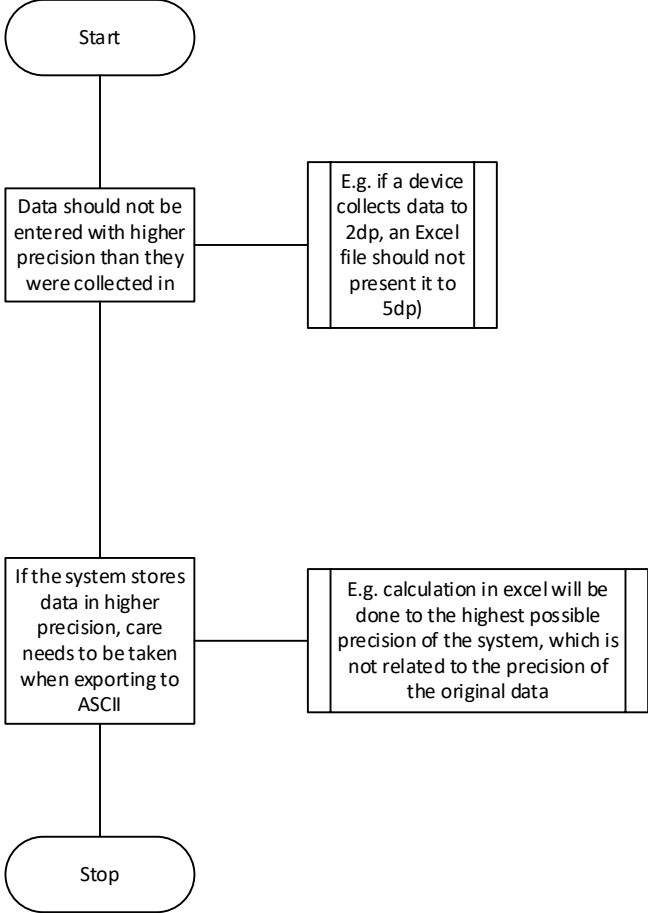 Start
Data should not be
entered with higher
precision than they
were collected in
E.g. if a device
collects data to
2dp, an Excel
file should not
present it to
5dp)
If the system stores
data in higher
precision, care
needs to be taken
when exporting to
ASCII
E.g. calculation in excel will be
done to the highest possible
precision of the system, which is
not related to the precision of
the original data
Stop